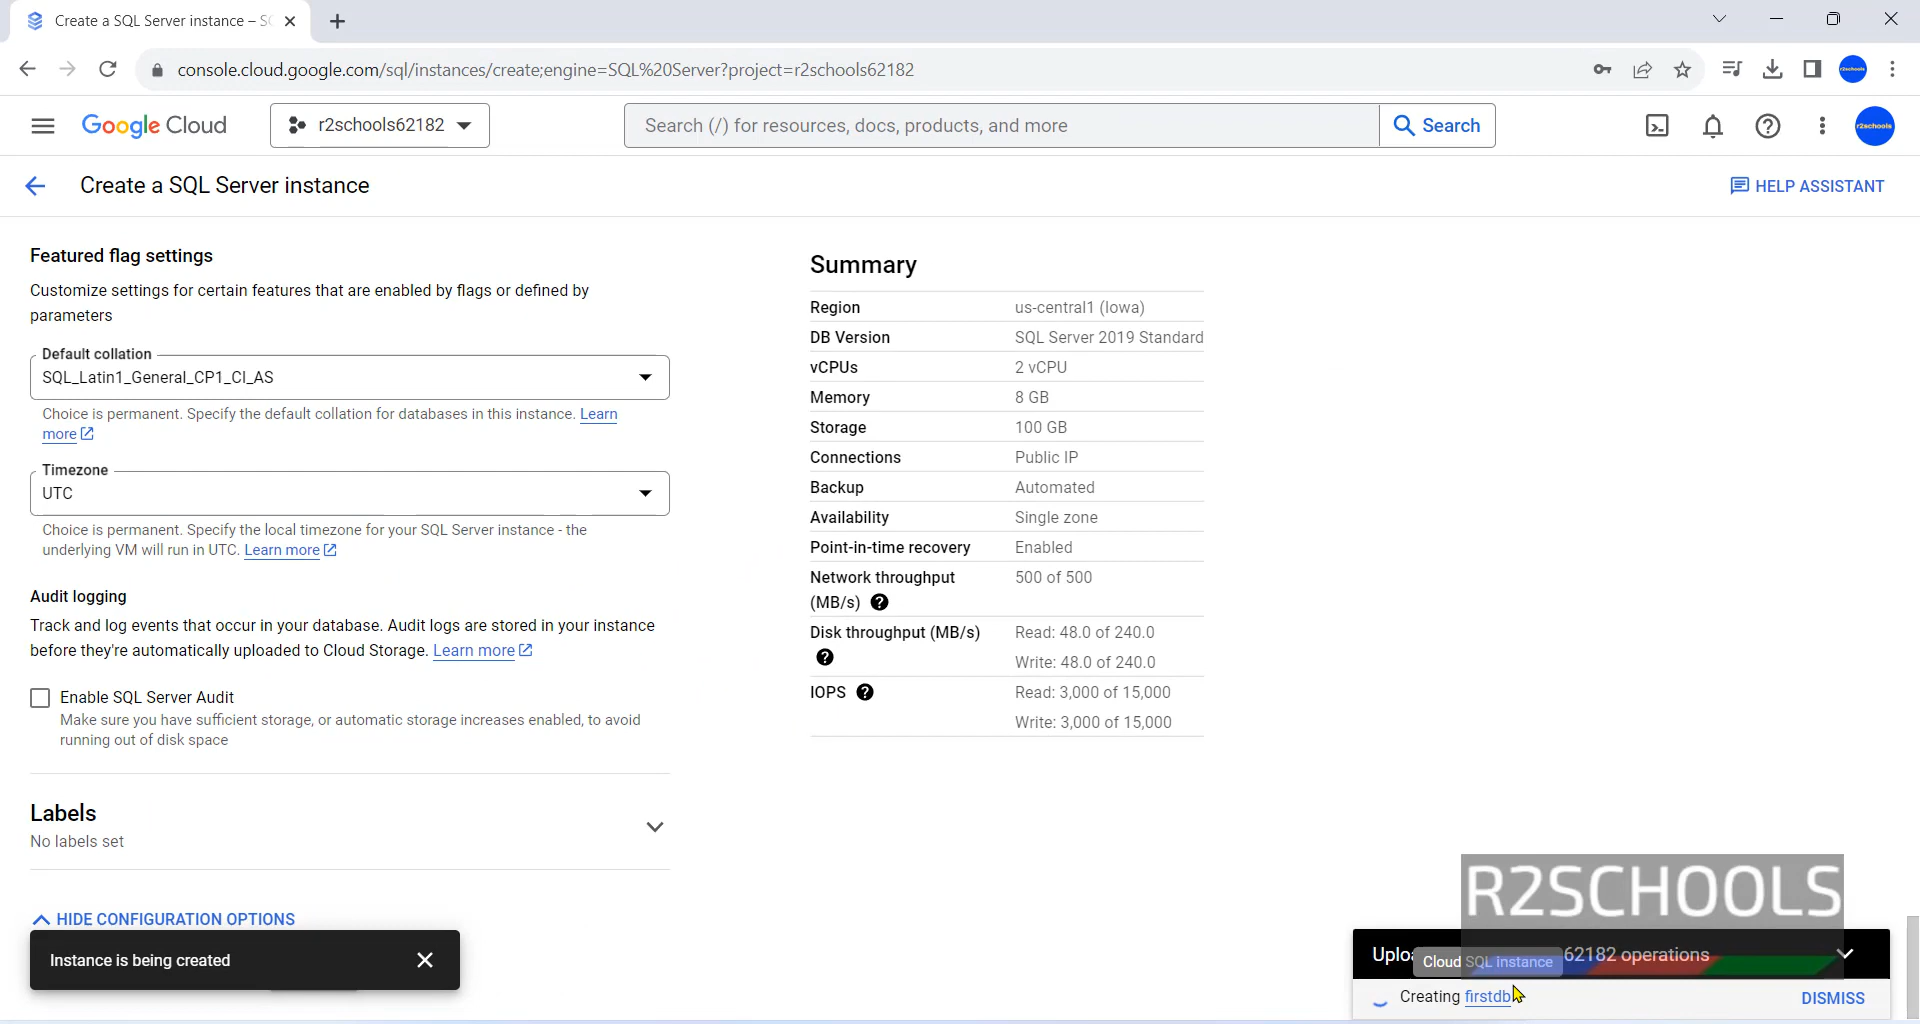 Create a SQL Server instance – SQ
console.cloud.google.com/sql/instances/create;engine=SQL%20Server?project=r2schools62182
r2schools
Google Cloud
r2schools62182
Search (/) for resources, docs, products, and more
Search
r2schools
Create a SQL Server instance
HELP ASSISTANT
Featured flag settings
Customize settings for certain features that are enabled by flags or defined by
parameters
Default collation
SQL_Latin1_General_CP1_CI_AS
Choice is permanent. Specify the default collation for databases in this instance. Learn
more
Timezone
UTC
Choice is permanent. Specify the local timezone for your SQL Server instance - the
underlying VM will run in UTC. Learn more
Audit logging
Track and log events that occur in your database. Audit logs are stored in your instance
before they're automatically uploaded to Cloud Storage. Learn more
Enable SQL Server Audit
Make sure you have sufficient storage, or automatic storage increases enabled, to avoid
running out of disk space
Labels
No labels set
HIDE CONFIGURATION OPTIONS
Instance is being created
Summary
Region us-central1 (Iowa)
DB Version SQL Server 2019 Standard
vCPUs 2 vCPU
Memory 8 GB
Storage 100 GB
Connections Public IP
Backup Automated
Availability Single zone
Point-in-time recovery Enabled
Network throughput 500 of 500
(MB/s)
Disk throughput (MB/s) Read: 48.0 of 240.0
Write: 48.0 of 240.0
IOPS Read: 3,000 of 15,000
Write: 3,000 of 15,000
R2SCHOOLS
62182 operations
Cloud SQL Instance
Creating firstdb
DISMISS